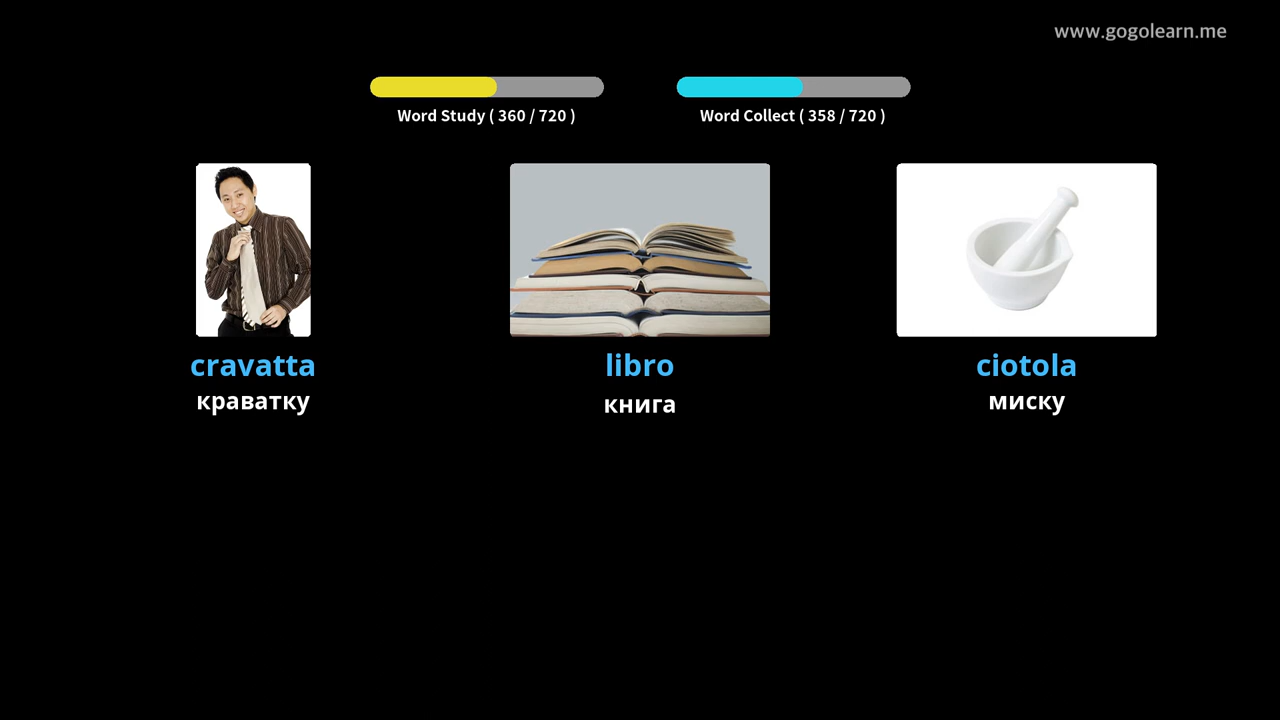 www.gogolearn.me
Word Study ( 360 / 720 )
Word Collect ( 358 / 720 )
cravatta
краватку
libro
книга
ciotola
миску